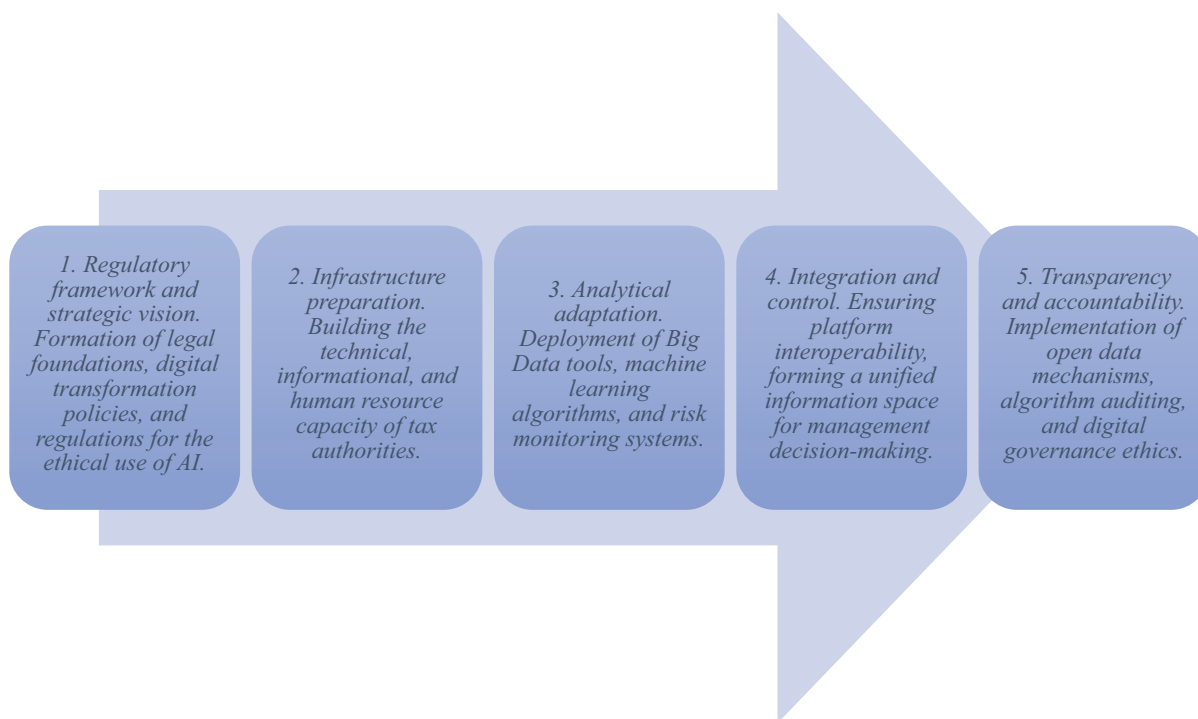 1. Regulatory
framework and
strategic vision.
Formation of legal
foundations, digital
transformation
policies, and
regulations for the
ethical use of AI.
2. Infrastructure
preparation.
Building the
technical,
informational, and
human resource
capacity of tax
authorities.
3. Analytical
adaptation.
Deployment of Big
Data tools, machine
learning
algorithms, and risk
monitoring systems.
4. Integration and
control. Ensuring
platform
interoperability,
forming a unified
information space
for management
decision-making.
5. Transparency
and accountability.
Implementation of
open data
mechanisms,
algorithm auditing,
and digital
governance ethics.